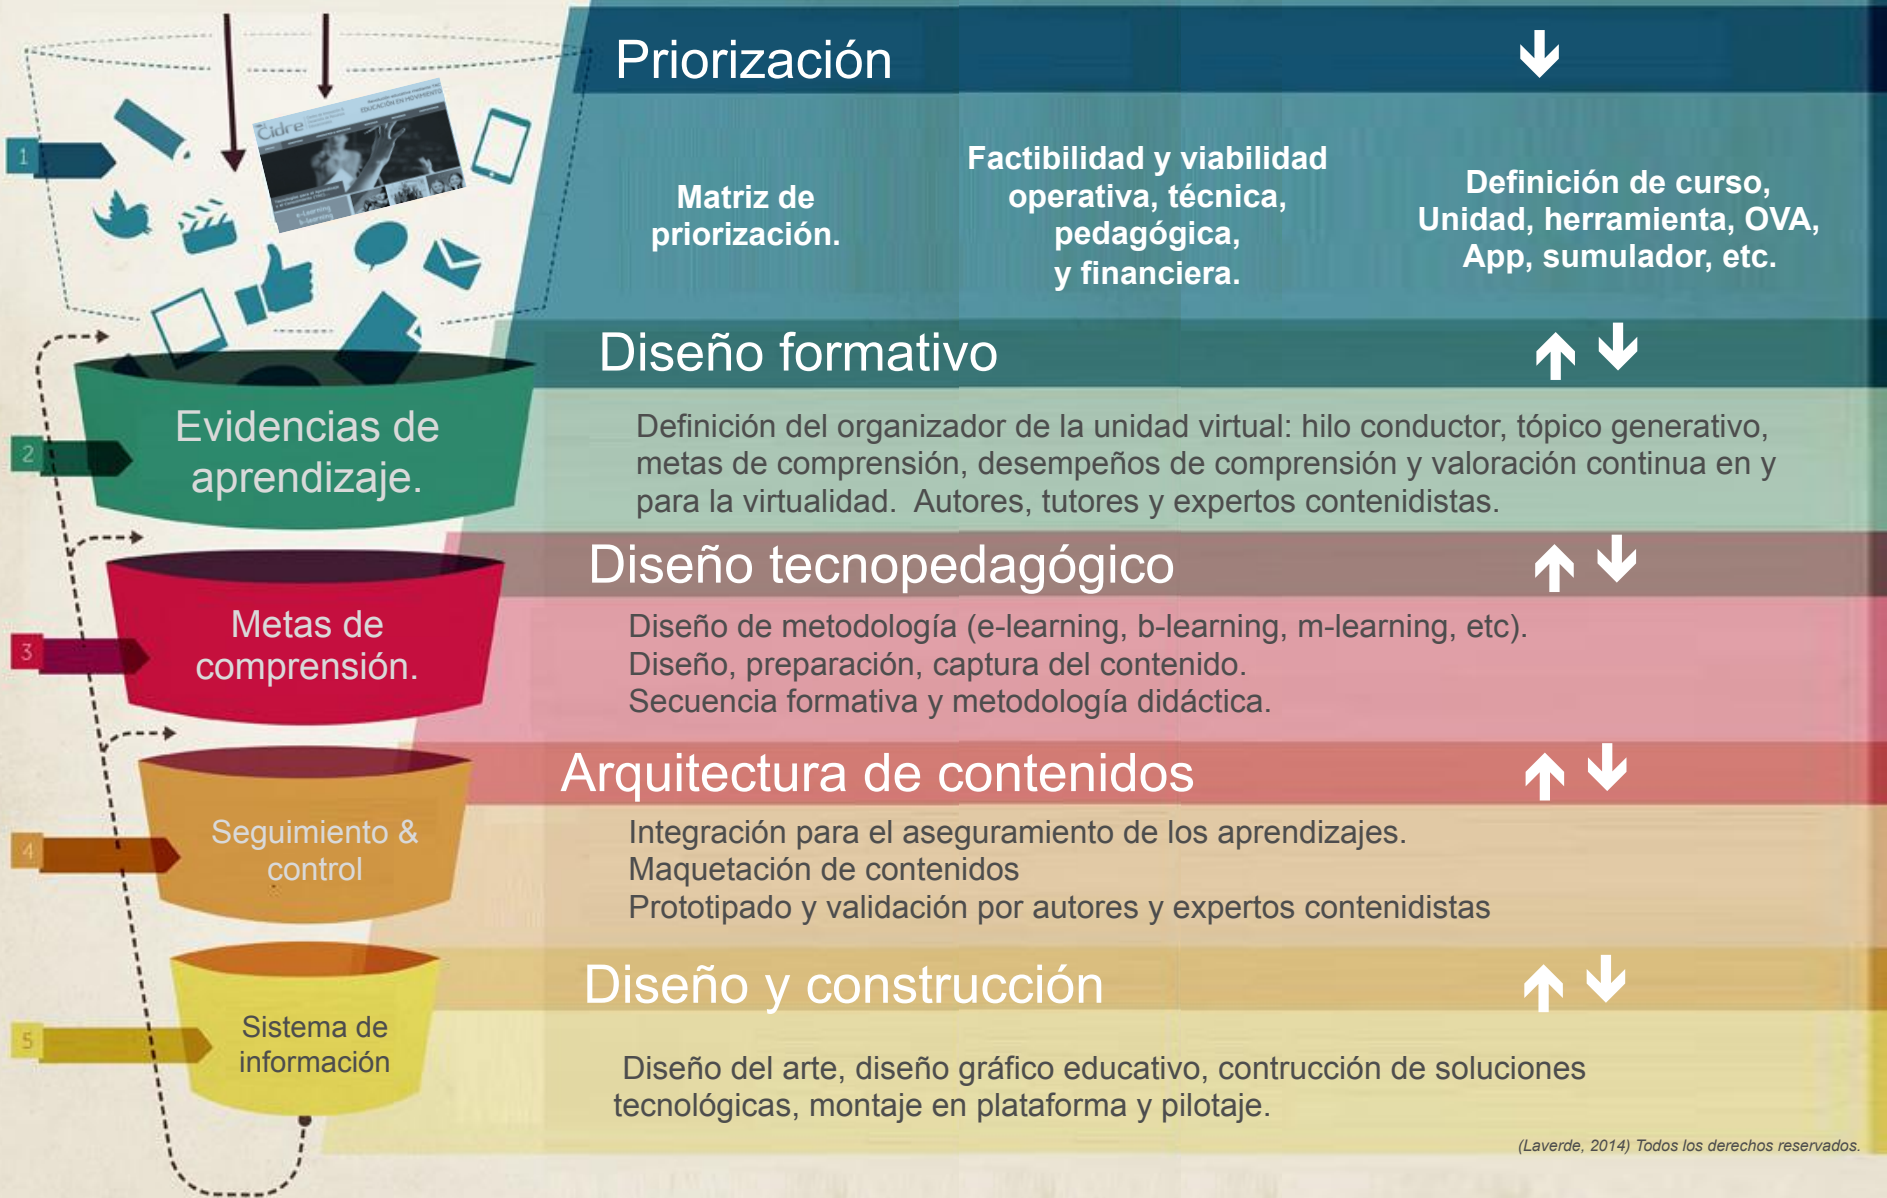 Priorización
1
Cidre
EDUCACIÓN EN MOVIMIENTO
e-Learning
b-learning
Matriz de
priorización.
Factibilidad y viabilidad
operativa, técnica,
pedagógica,
y financiera.
Definición de curso,
Unidad, herramienta, OVA,
App, sumulador, etc.
Diseño formativo
2
Evidencias de
aprendizaje.
Definición del organizador de la unidad virtual: hilo conductor, tópico generativo,
metas de comprensión, desempeños de comprensión y valoración continua en y
para la virtualidad. Autores, tutores y expertos contenidistas.
Diseño tecnopedagógico
3
Metas de
comprensión.
Diseño de metodología (e-learning, b-learning, m-learning, etc).
Diseño, preparación, captura del contenido.
Secuencia formativa y metodología didáctica.
Arquitectura de contenidos
4
Seguimiento &
control
Integración para el aseguramiento de los aprendizajes.
Maquetación de contenidos
Prototipado y validación por autores y expertos contenidistas
Diseño y construcción
5
Sistema de
información
Diseño del arte, diseño gráfico educativo, contrucción de soluciones
tecnológicas, montaje en plataforma y pilotaje.
(Laverde, 2014) Todos los derechos reservados.